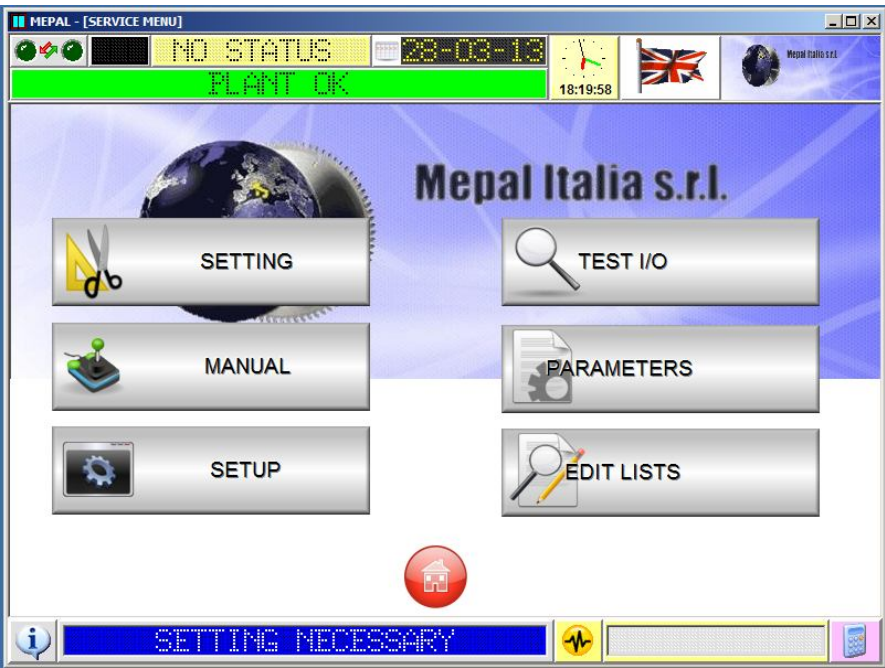 MEPAL - [SERVICE MENU]
NO STATUS
28-03-13
PLANT OK
18:19:58
Mepal Italia s.r.l.
Mepal Italia s.r.l.
SETTING
TEST I/O
MANUAL
PARAMETERS
SETUP
EDIT LISTS
SETTING NECESSARY